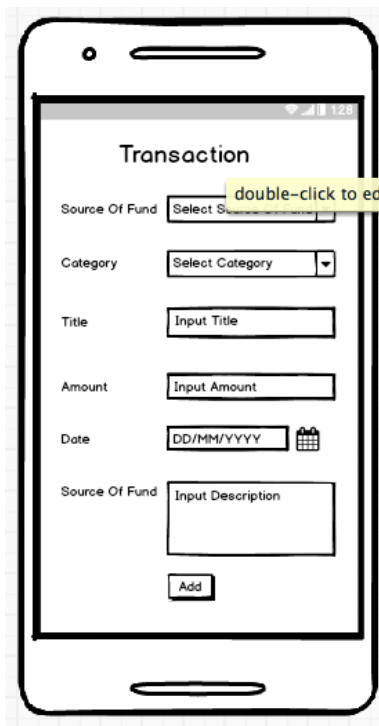 128
Transaction
double-click to ed
Source Of Fund Select S
Category Select Category
Title Input Title
Amount Input Amount
Date DD/MM/YYYY
Source Of Fund Input Description
Add